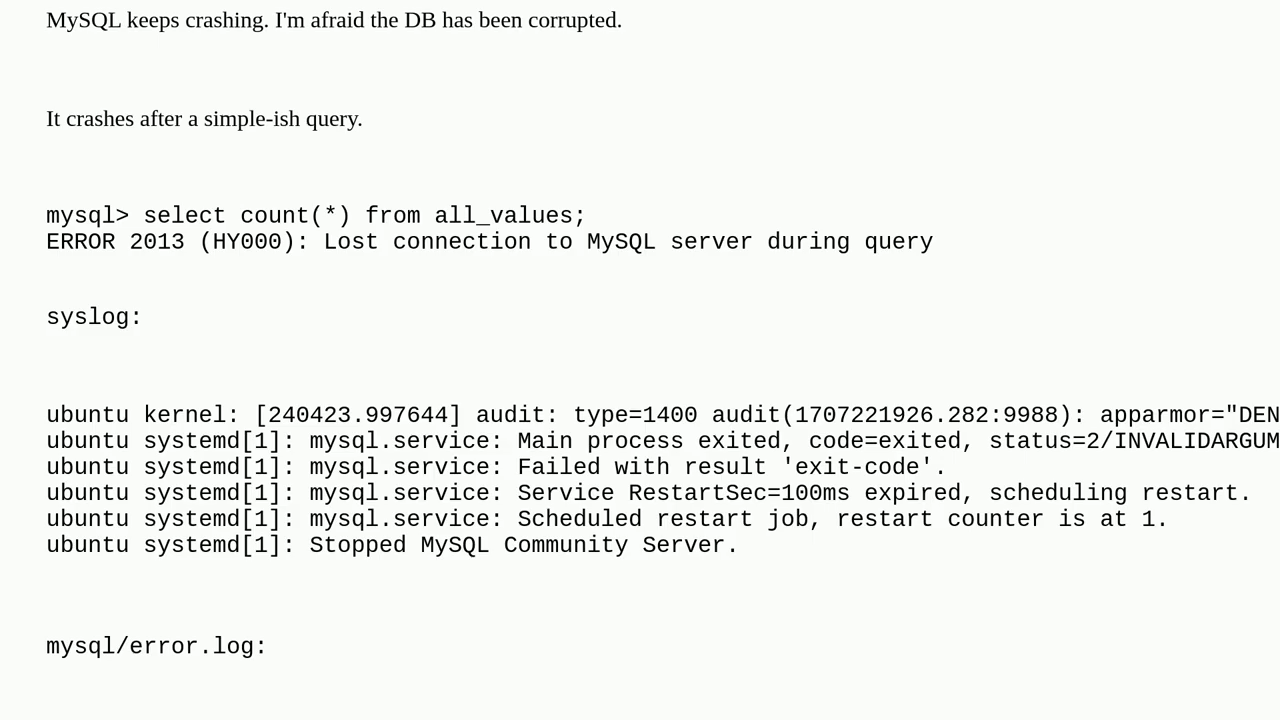 MySQL keeps crashing. I'm afraid the DB has been corrupted.
It crashes after a simple-ish query.
mysql> select count(*) from all_values;
ERROR 2013 (HY000): Lost connection to MySQL server during query
syslog:
ubuntu kernel: [240423.997644] audit: type=1400 audit(1707221926.282:9988): apparmor="DEN
ubuntu systemd[1]: mysql.service: Main process exited, code=exited, status=2/INVALIDARGUM
ubuntu systemd[1]: mysql.service: Failed with result 'exit-code'.
ubuntu systemd[1]: mysql.service: Service RestartSec=100ms expired, scheduling restart.
ubuntu systemd[1]: mysql.service: Scheduled restart job, restart counter is at 1.
ubuntu systemd[1]: Stopped MySQL Community Server.
mysql/error.log: